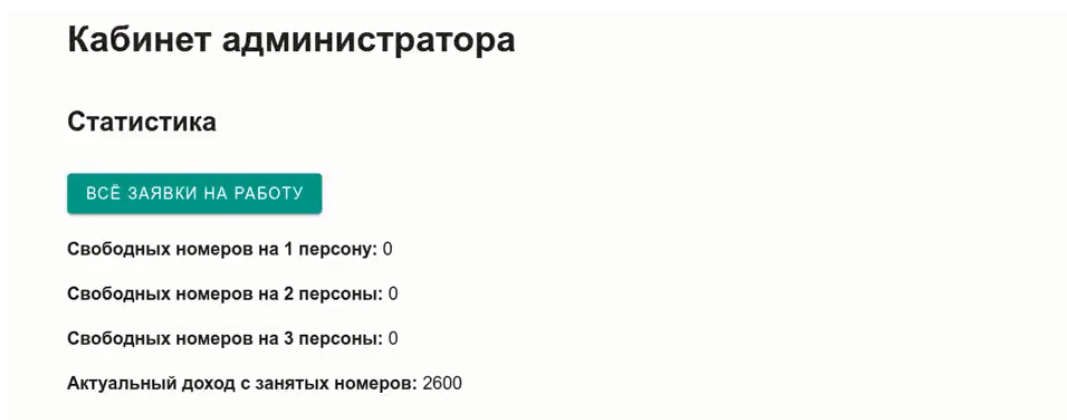 Кабинет администратора
Статистика
ВСЁ ЗАЯВКИ НА РАБОТУ
Свободных номеров на 1 персону: 0
Свободных номеров на 2 персоны: 0
Свободных номеров на 3 персоны: 0
Актуальный доход с занятых номеров: 2600